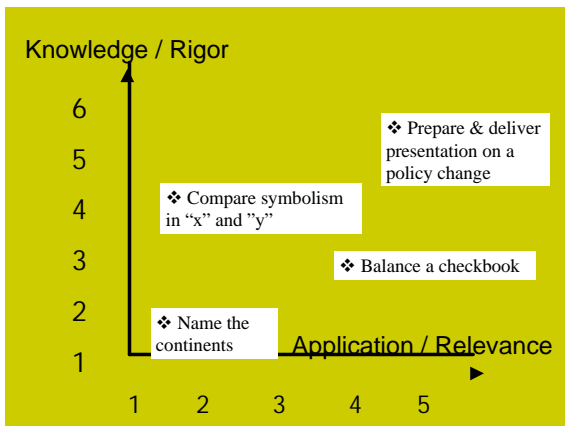 Knowledge / Rigor
6
❖ Prepare & deliver
presentation on a
policy change
5
❖ Compare symbolism
in “x” and ”y”
4
3
❖ Balance a checkbook
2
❖ Name the
continents
Application / Relevance
1
1 2 3 4 5